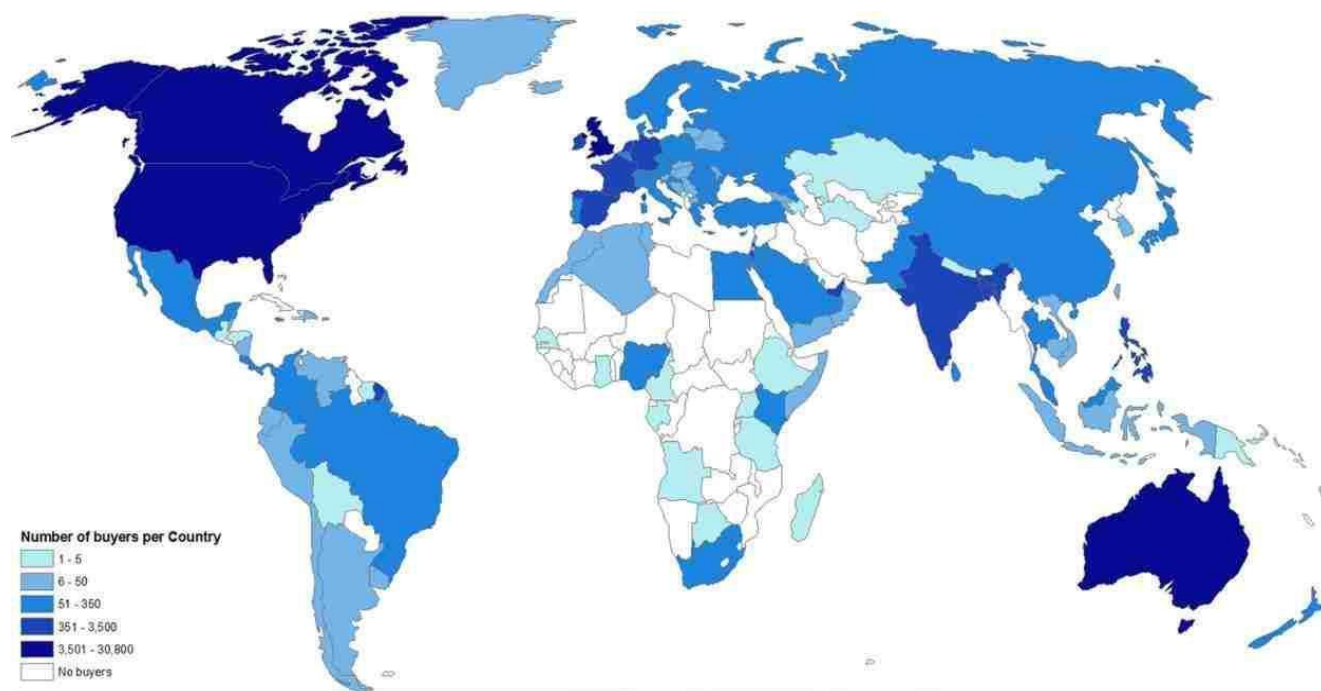 Number of buyers per Country
1 - 5
6 - 50
51 - 350
351 - 3,500
3,501 - 30,800
No buyers